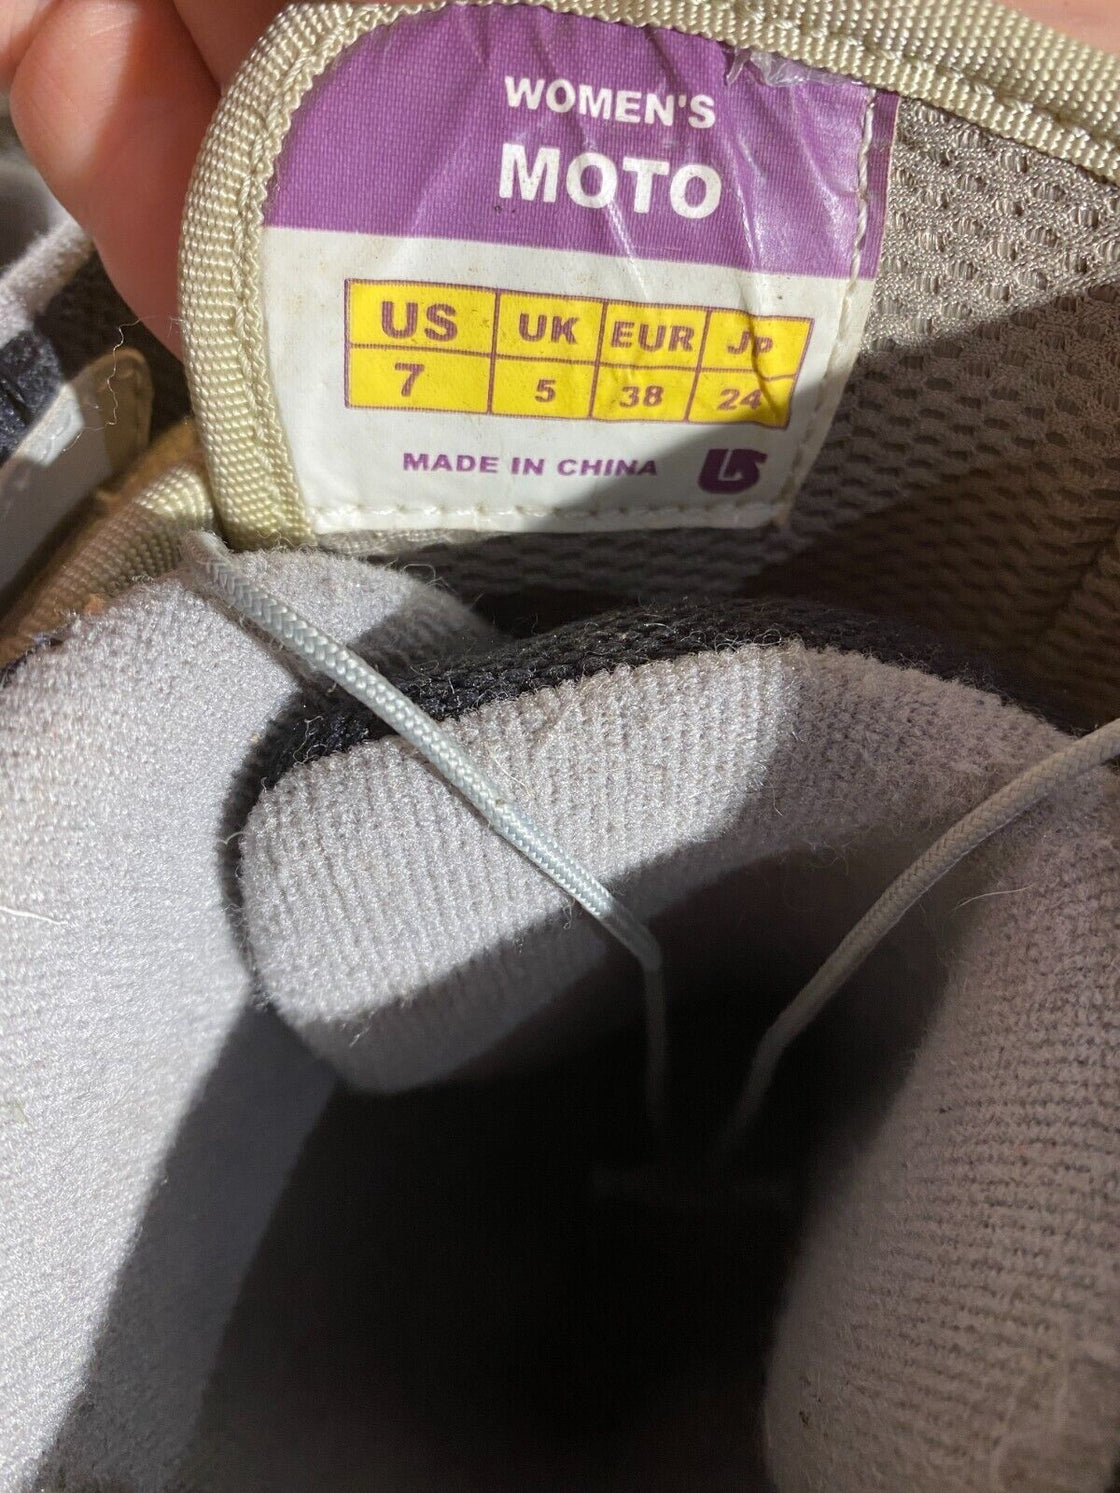 WOMEN'S
MOTO
US UK EUR JP
7 5 38 24
MADE IN CHINA